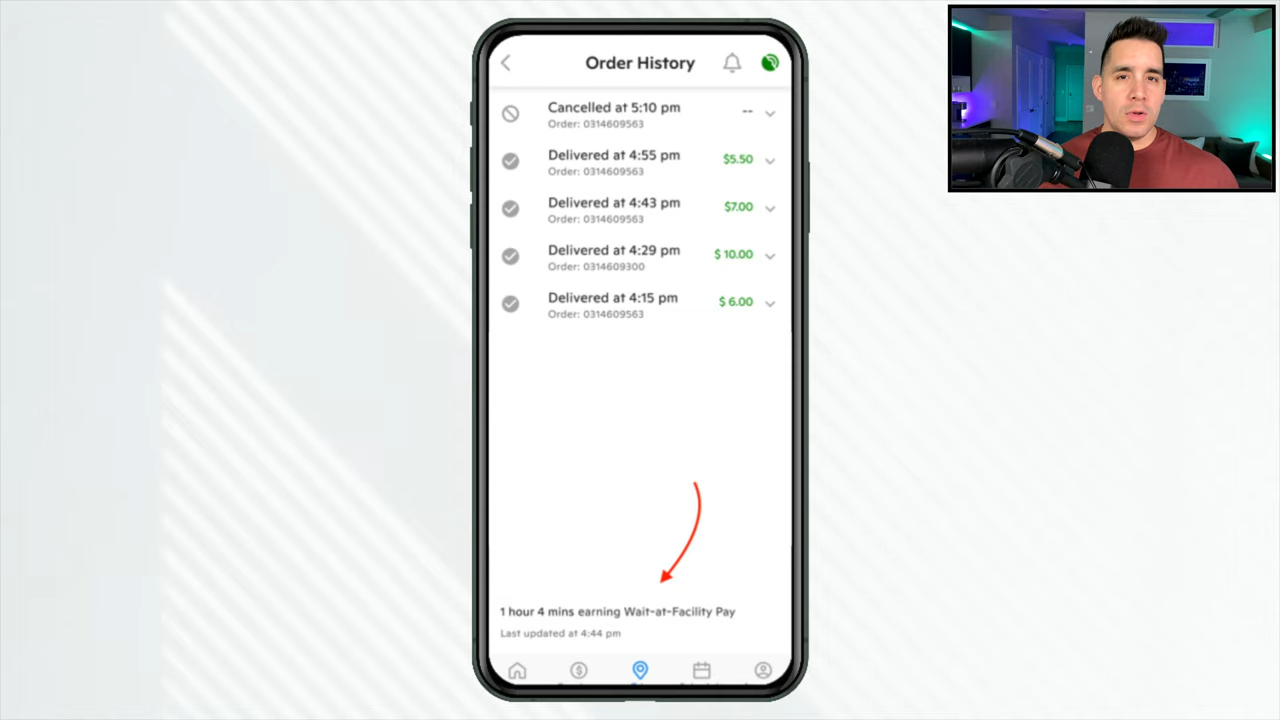 Order History
Cancelled at 5:10 pm
--
Order: 0314609563
Delivered at 4:55 pm
$5.50
Order: 0314609563
Delivered at 4:43 pm
$7.00
Order: 0314609563
Delivered at 4:29 pm
$ 10.00
Order: 0314609300
Delivered at 4:15 pm
$ 6.00
Order: 0314609563
1 hour 4 mins earning Wait-at-Facility Pay
Last updated at 4:44 pm